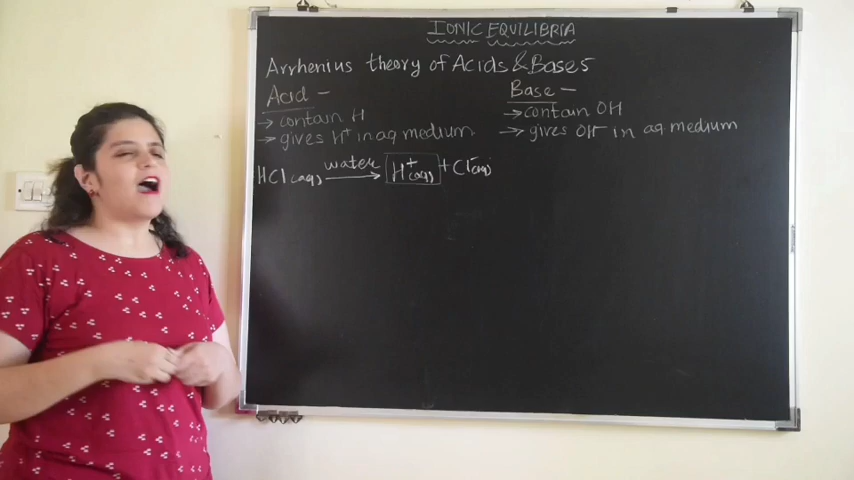 IONIC EQUILIBRIA
Arrhenius theory of Acids & Bases
Acid -
→ contain H
→ gives H⁺ in aq medium
HCl (aq) water → H⁺(aq) + Cl⁻(aq)
Base -
→ contain OH
→ gives OH⁻ in aq medium